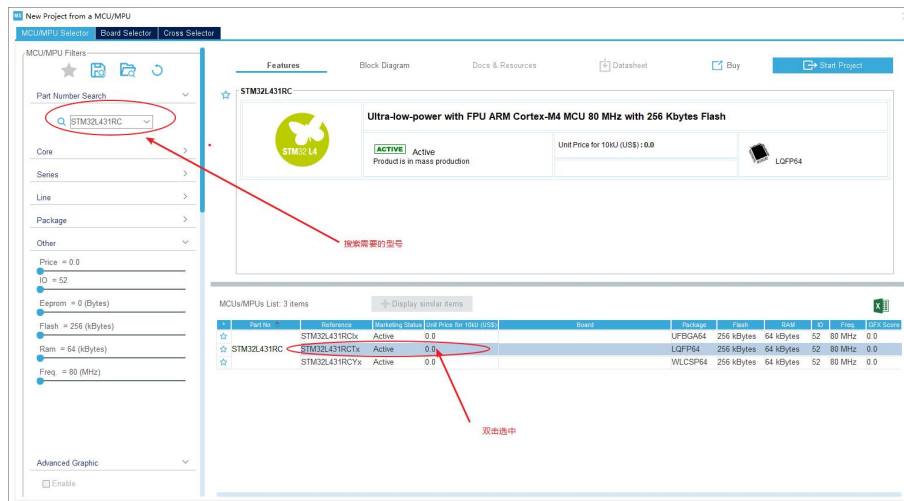 MX New Project from a MCU/MPU
MCU/MPU Selector Board Selector Cross Selector
MCU/MPU Filters
Part Number Search
STM32L431RC
Core
Series
Line
Package
Other
Price = 0.0
IO = 52
Eeprom = 0 (Bytes)
Flash = 256 (kBytes)
Ram = 64 (kBytes)
Freq. = 80 (MHz)
Advanced Graphic
Enable
Features Block Diagram Docs & Resources Datasheet Buy Start Project
STM32L431RC
STM32 L4
Ultra-low-power with FPU ARM Cortex-M4 MCU 80 MHz with 256 Kbytes Flash
ACTIVE Active
Product is in mass production
Unit Price for 10kU (US$) : 0.0
LQFP64
搜索需要的型号
MCUs/MPUs List: 3 items
Display similar items
* Part No Reference Marketing Status Unit Price for 10kU (US$) Board Package Flash RAM IO Freq. GFX Score
STM32L431RCIx Active 0.0 UFBGA64 256 kBytes 64 kBytes 52 80 MHz 0.0
STM32L431RC STM32L431RCTx Active 0.0 LQFP64 256 kBytes 64 kBytes 52 80 MHz 0.0
STM32L431RCYx Active 0.0 WLCSP64 256 kBytes 64 kBytes 52 80 MHz 0.0
双击选中